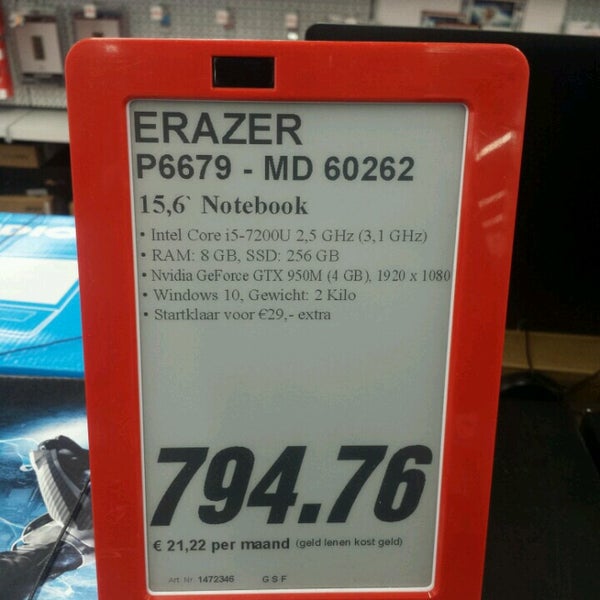 ERAZER
P6679 - MD 60262
15,6` Notebook
• Intel Core i5-7200U 2,5 GHz (3,1 GHz)
• RAM: 8 GB, SSD: 256 GB
• Nvidia GeForce GTX 950M (4 GB), 1920 x 1080
• Windows 10, Gewicht: 2 Kilo
• Startklaar voor €29,- extra
794.76
€ 21,22 per maand (geld lenen kost geld)
Art. Nr. 1472346 G S F